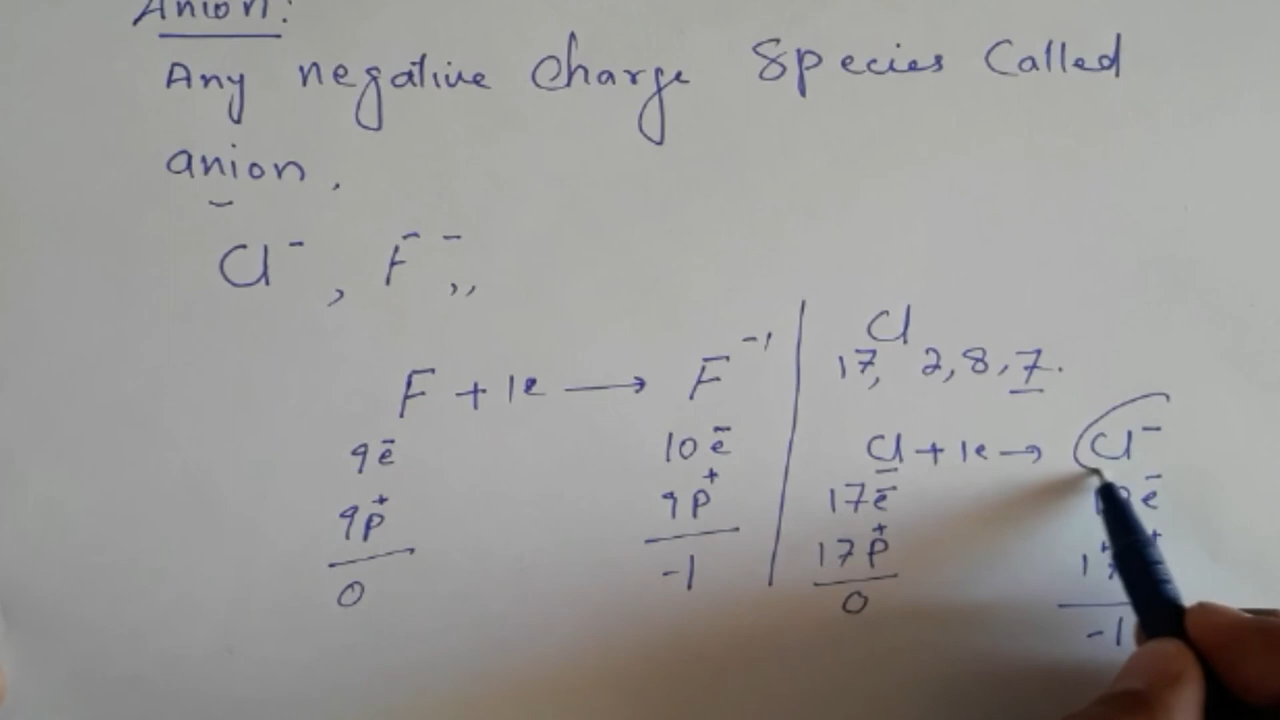 Anion:
Any negative charge Species Called
anion.
Cl⁻, F⁻,,
F + 1e → F⁻¹
9e⁻ 10e⁻
9p⁺ 9p⁺
0 -1
Cl
17, 2,8,7.
Cl + 1e → Cl⁻
17e⁻ e⁻
17p⁺
0 -1